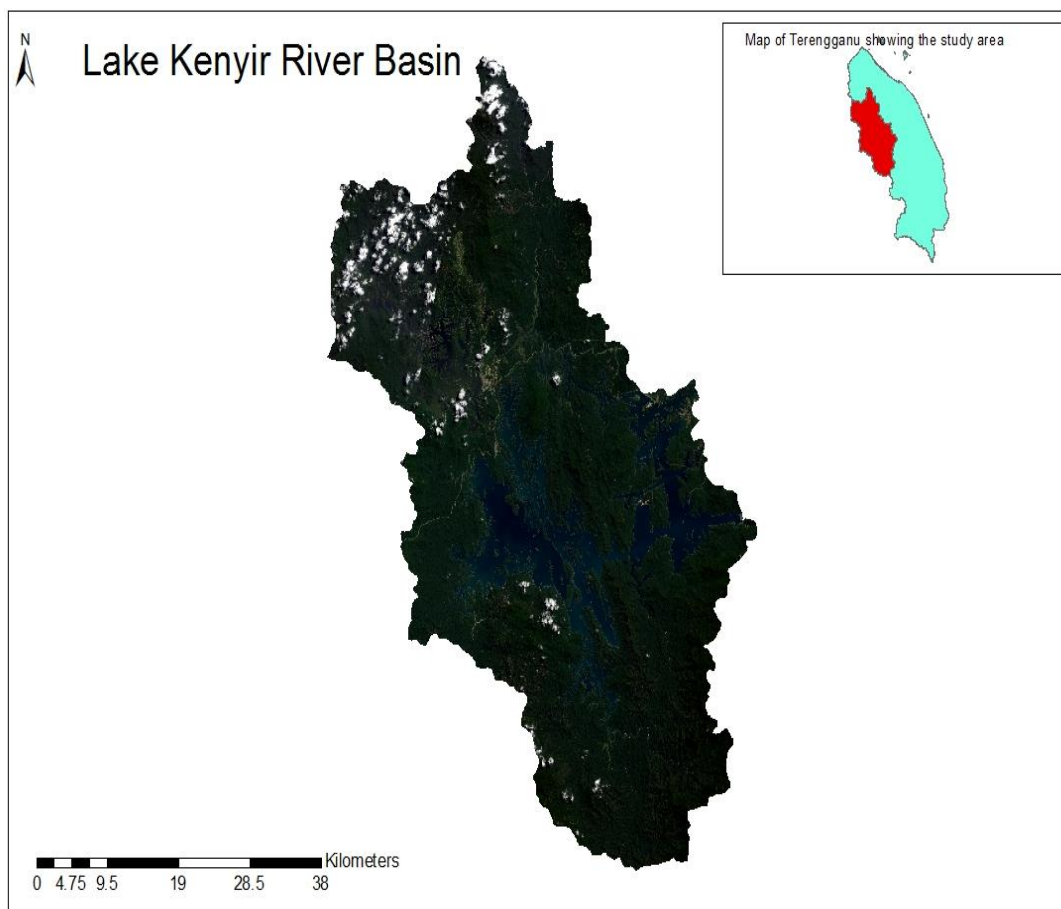 N
Lake Kenyir River Basin
Map of Terengganu showing the study area
Kilometers
0 4.75 9.5 19 28.5 38